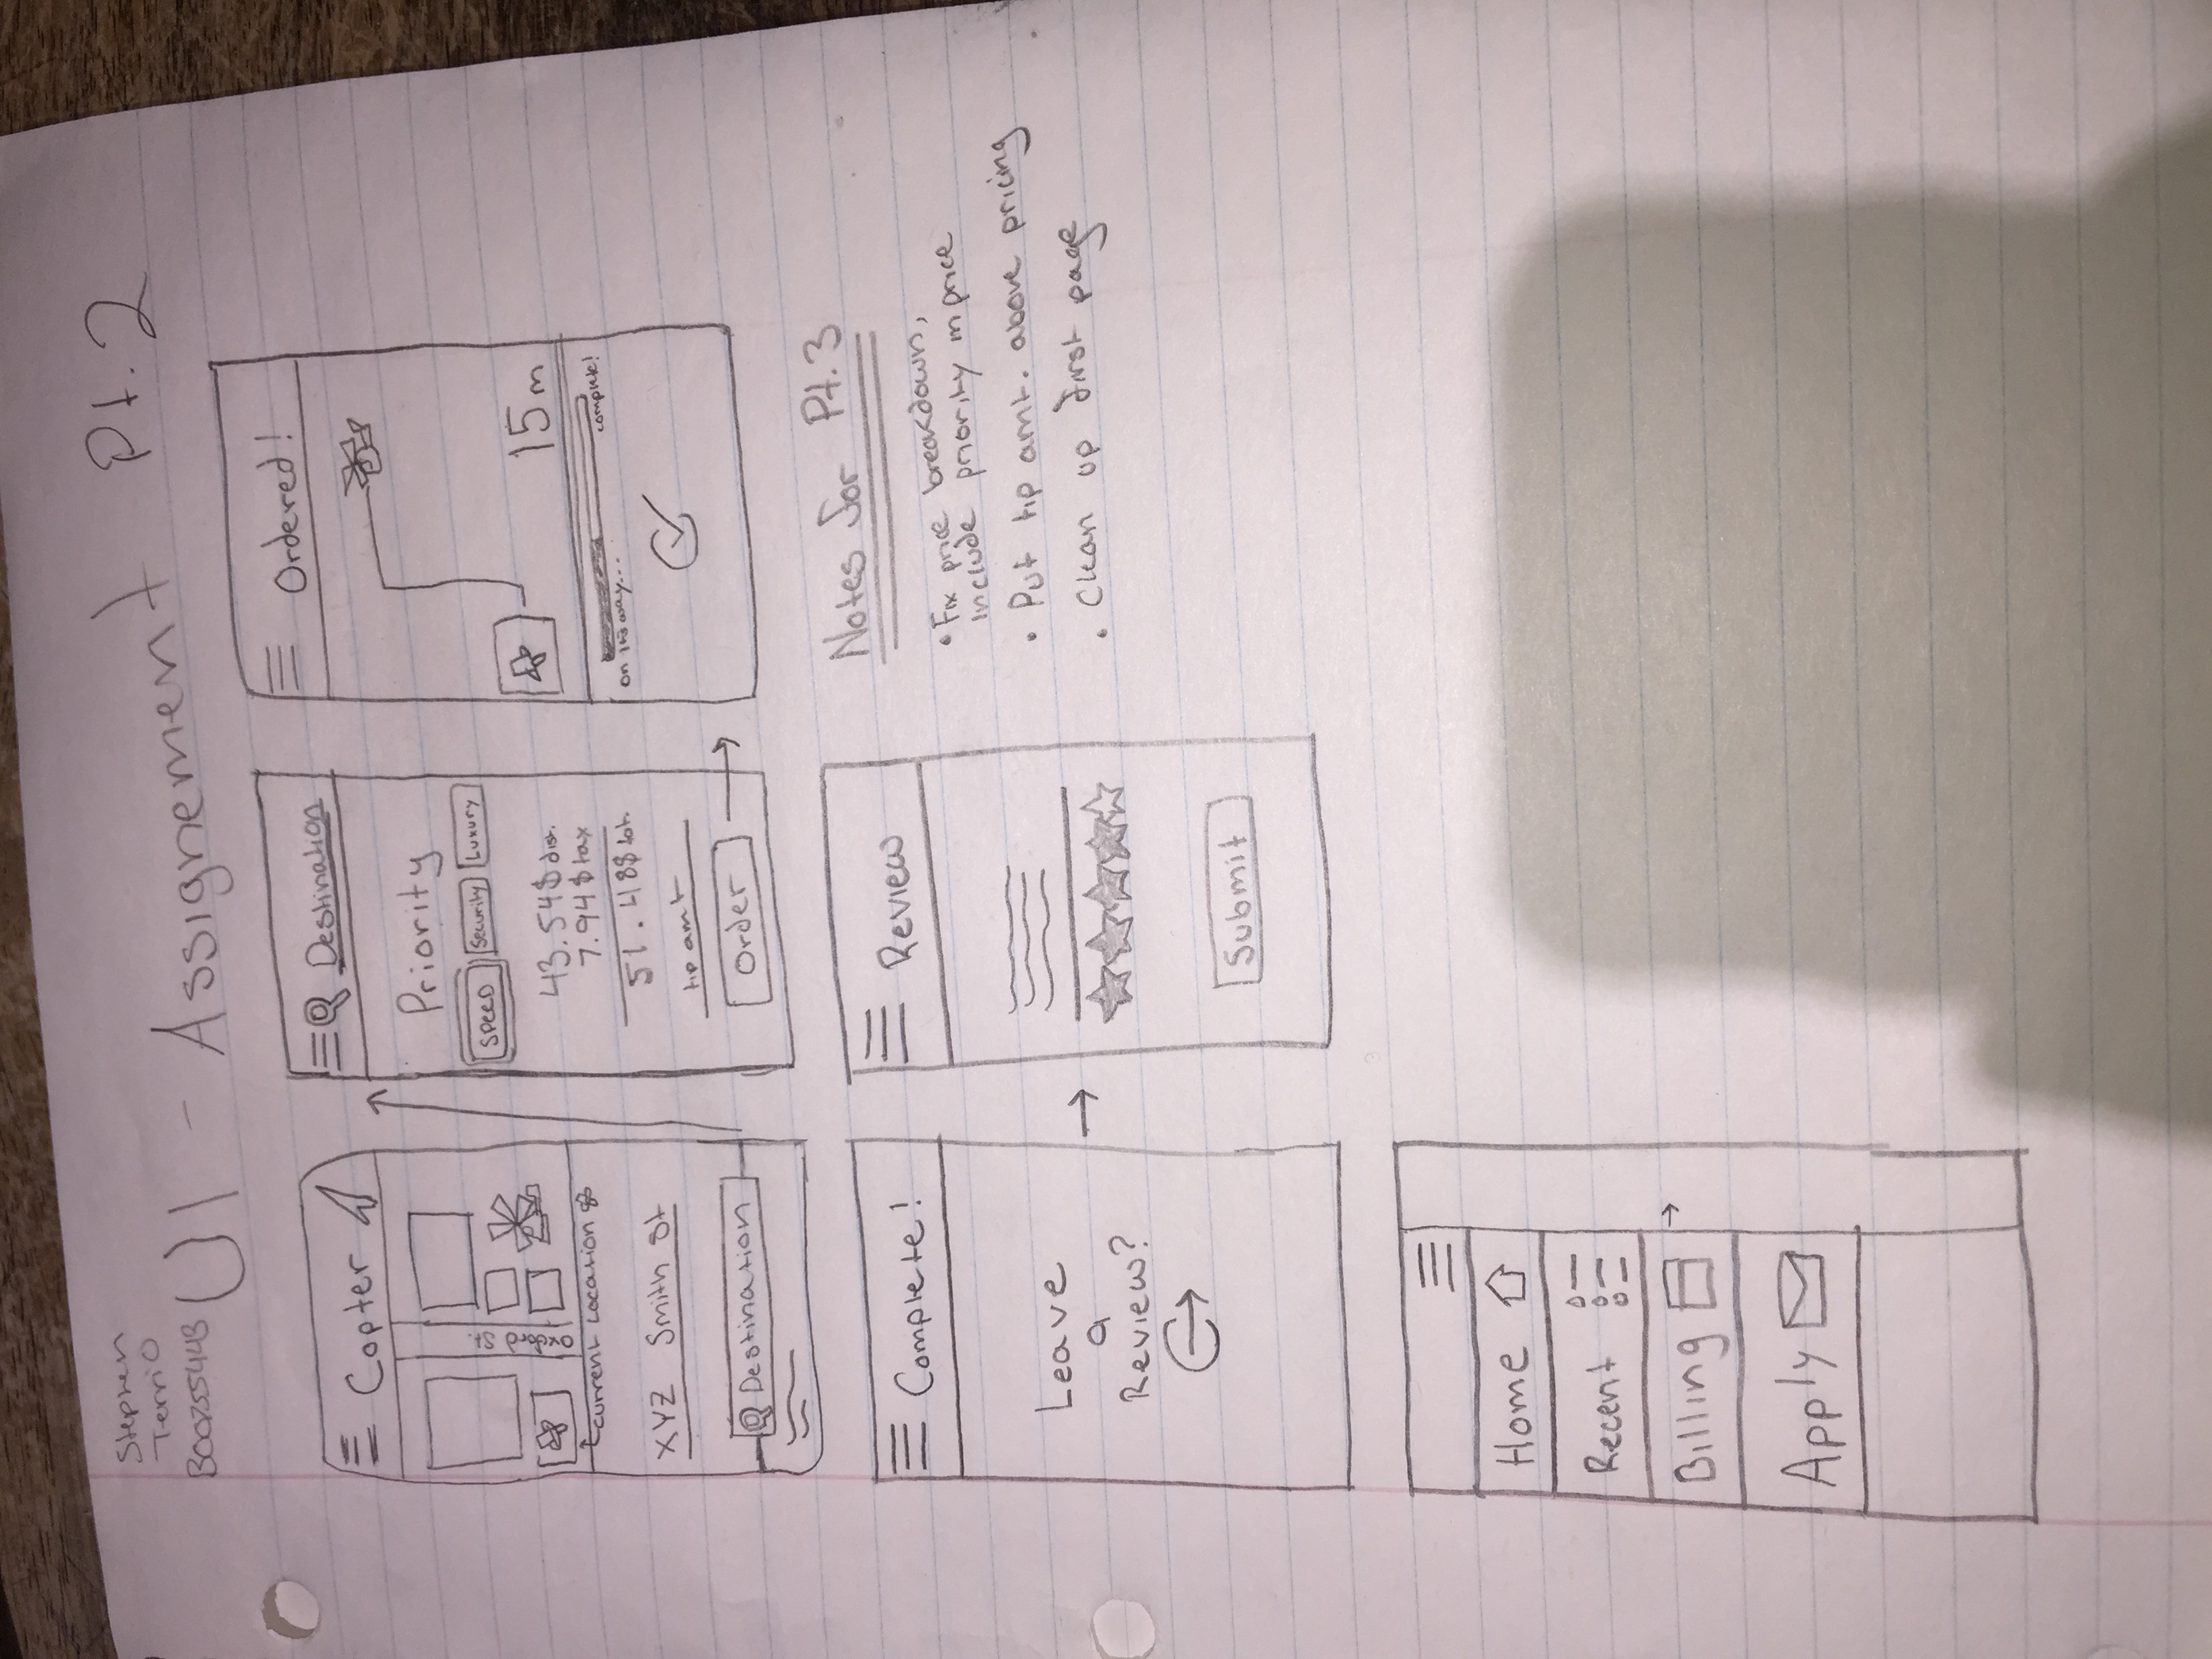 Stephen
Terrio
B00755443
UI - Assignement Pt.2
Copter
oxford St.
current Location
XYZ Smith St
Destination
Destination
Priority
SPEED Security Luxury
43.54$ dist.
7.94$ tax
51.48$ tot.
tip amt
Order
Ordered!
15m
on its way... complete!
Complete!
Leave
a
Review?
Review
Submit
Notes for Pt.3
• Fix price breakdown,
include priority in price
• Put tip amt. above pricing
• Clean up first page
Home
Recent
Billing
Apply